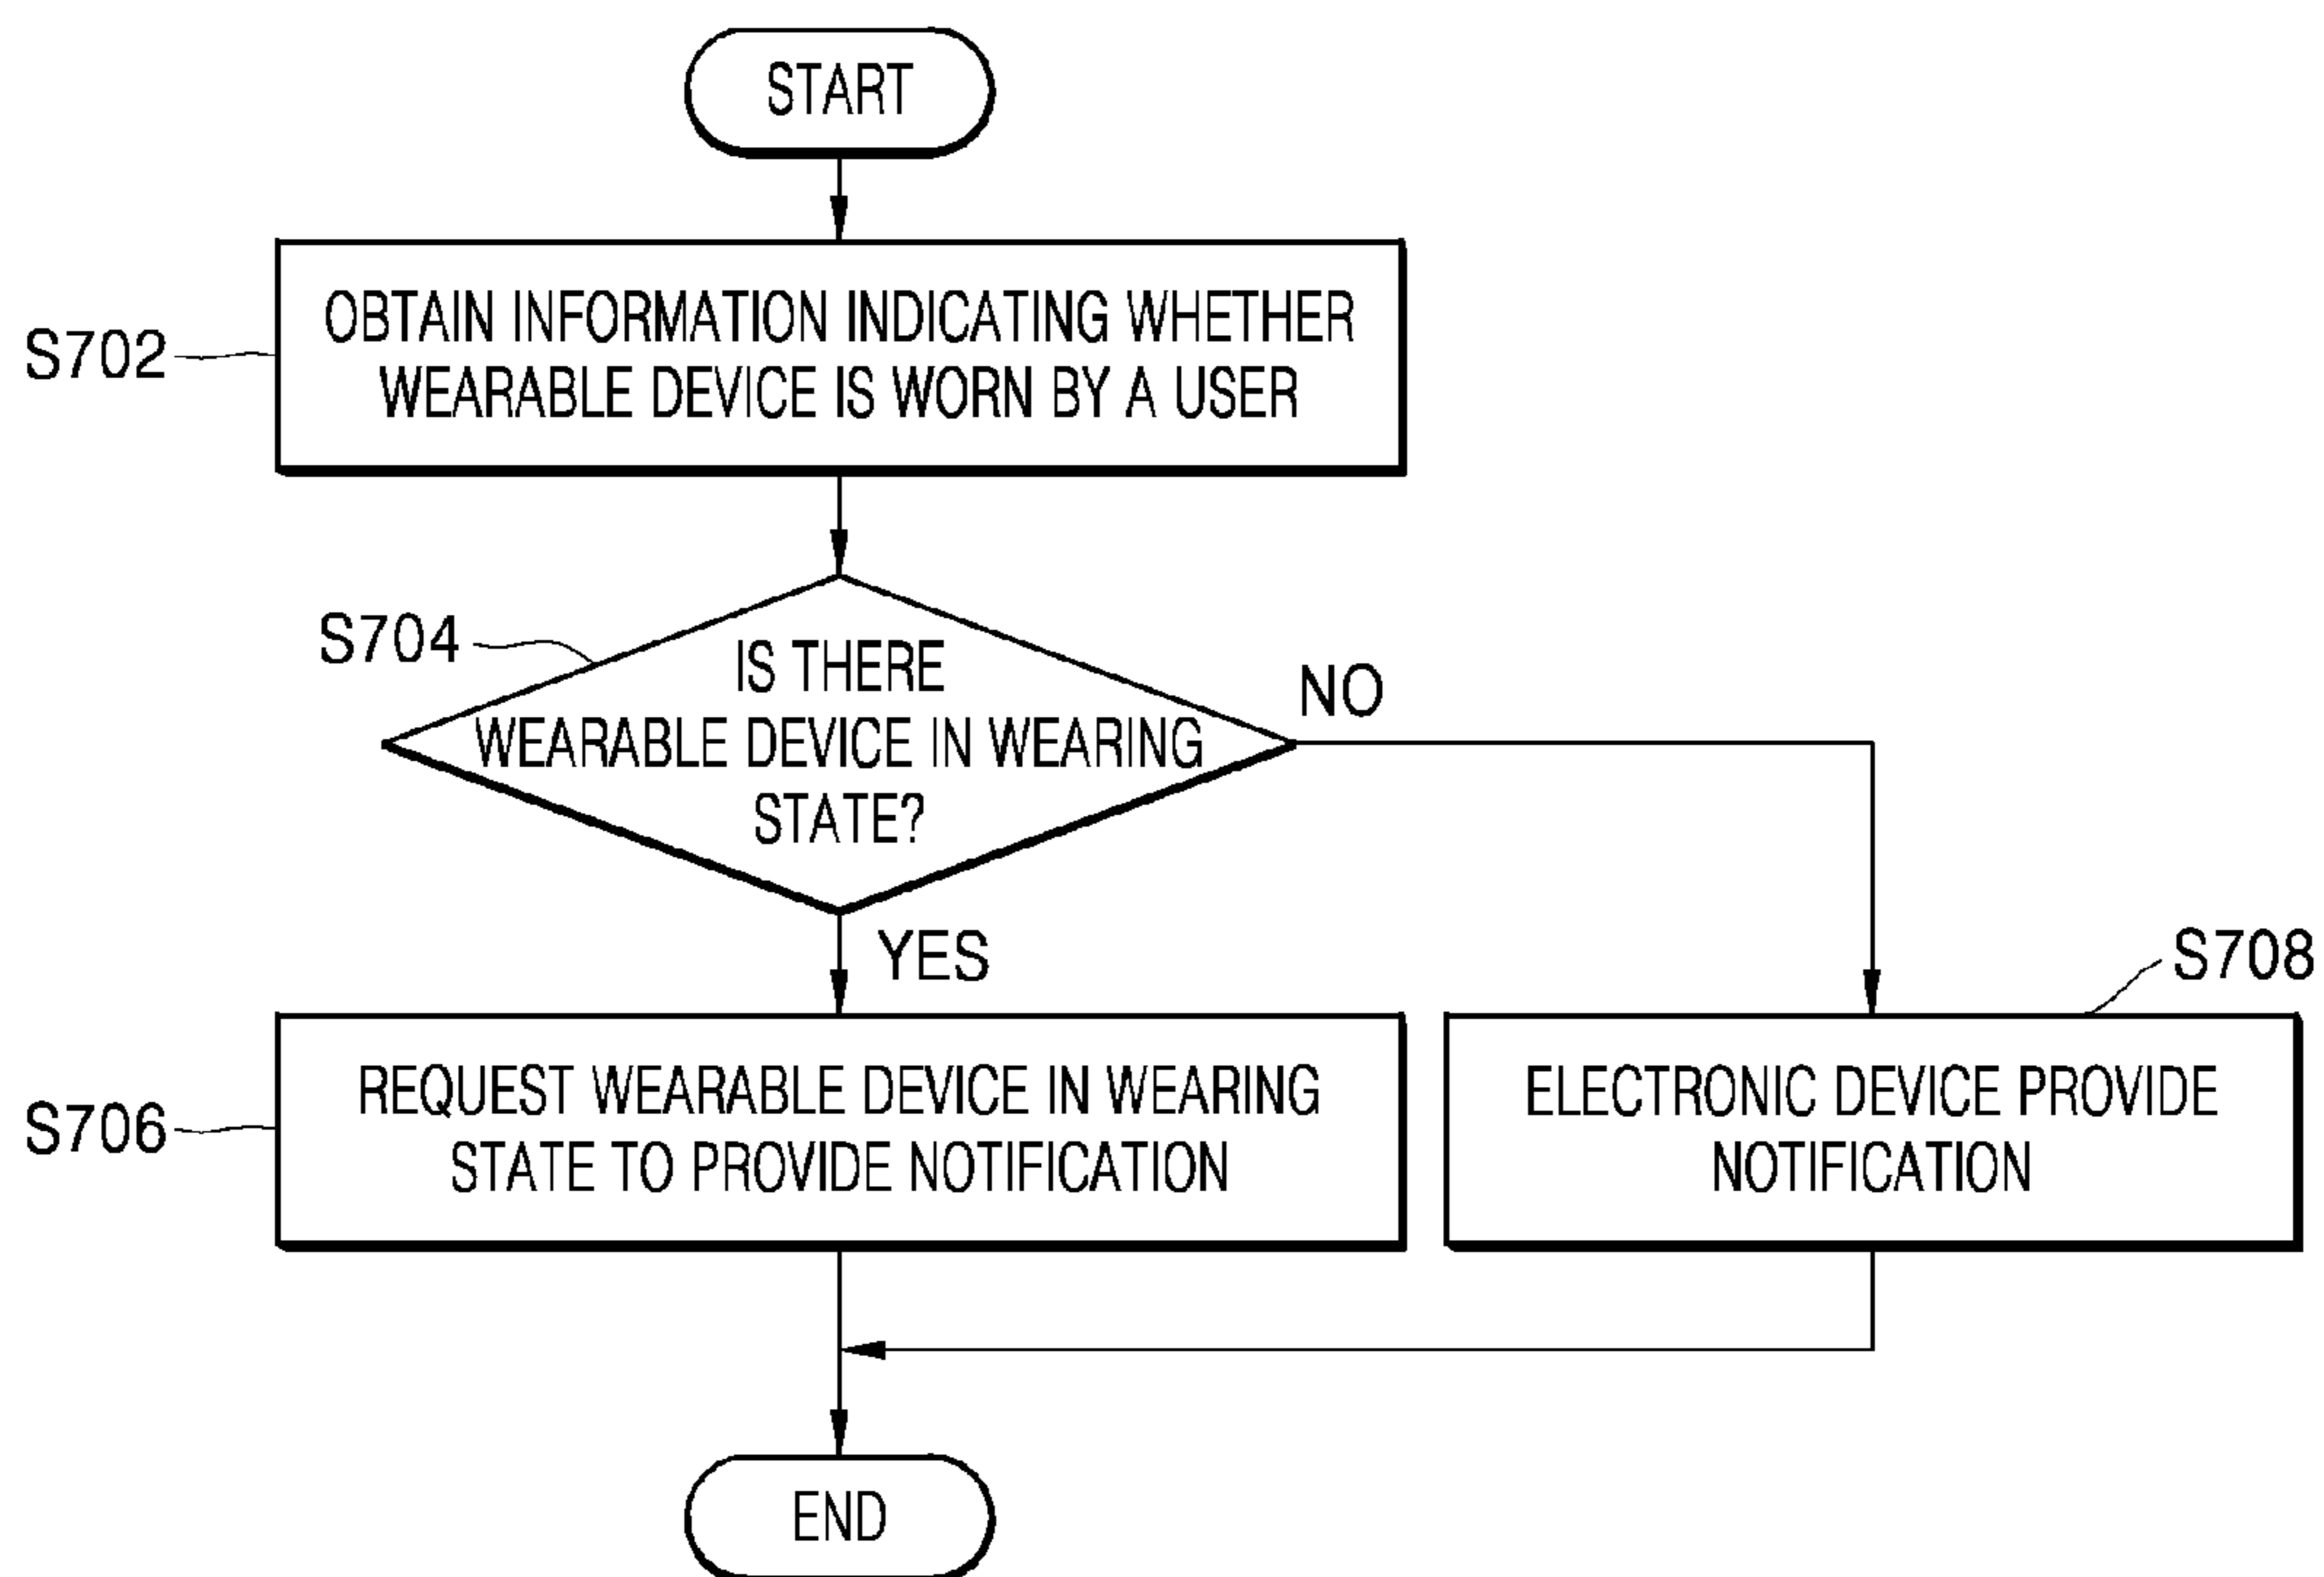 START
S702
OBTAIN INFORMATION INDICATING WHETHER
WEARABLE DEVICE IS WORN BY A USER
S704
IS THERE
WEARABLE DEVICE IN WEARING
STATE?
NO
YES
S706
REQUEST WEARABLE DEVICE IN WEARING
STATE TO PROVIDE NOTIFICATION
S708
ELECTRONIC DEVICE PROVIDE
NOTIFICATION
END